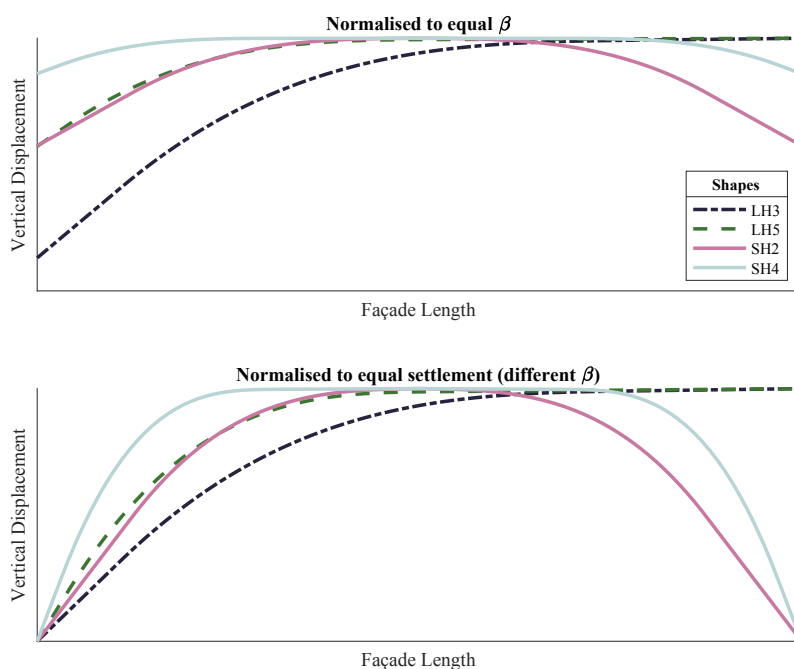 Normalised to equal β
Vertical Displacement
Shapes
LH3
LH5
SH2
SH4
Façade Length
Normalised to equal settlement (different β)
Vertical Displacement
Façade Length